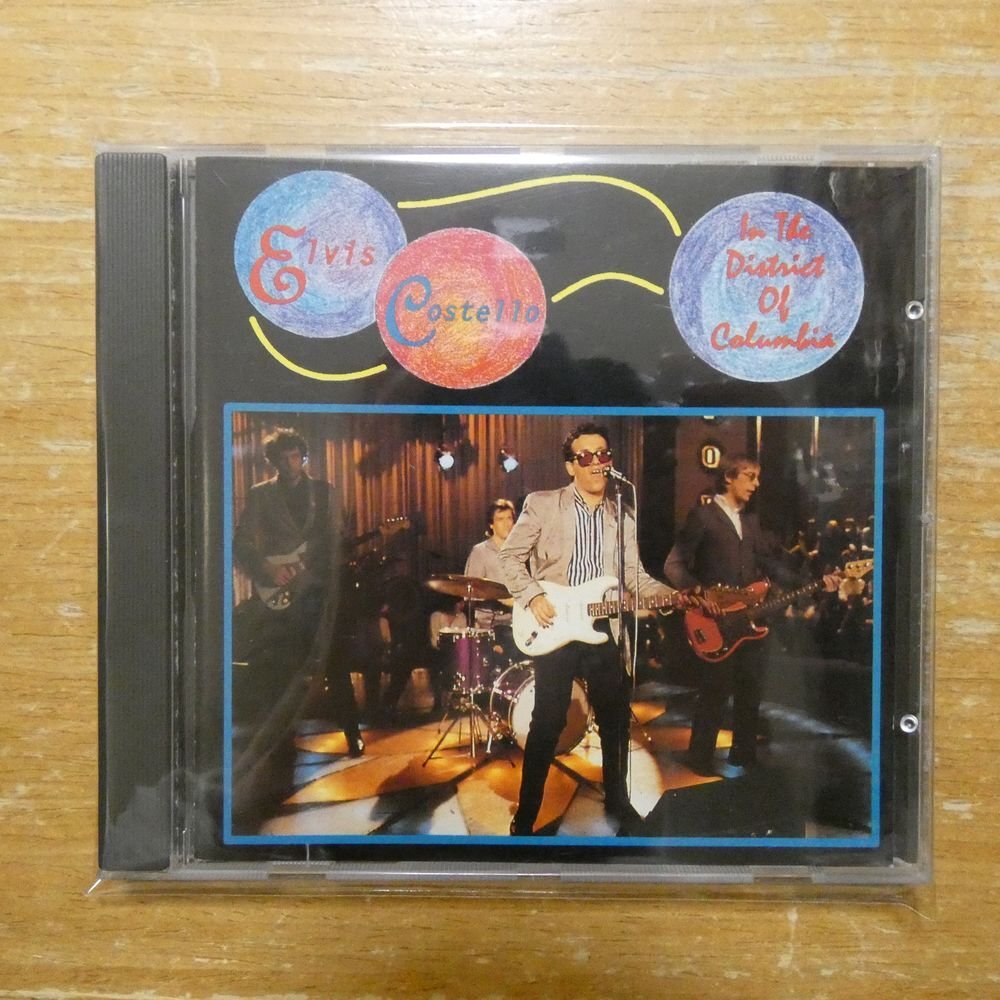 Elvis
Costello
In The
District
Of
Columbia